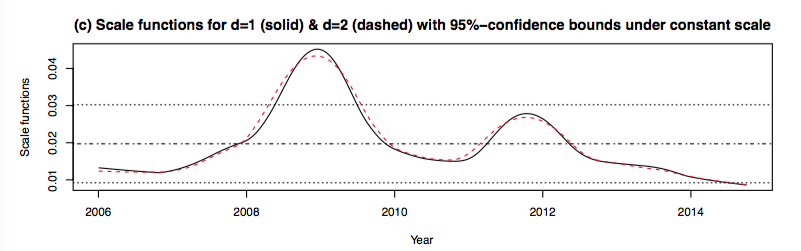 (c) Scale functions for d=1 (solid) & d=2 (dashed) with 95%−confidence bounds under constant scale
Scale functions
0.04
0.03
0.02
0.01
2006 2008 2010 2012 2014
Year